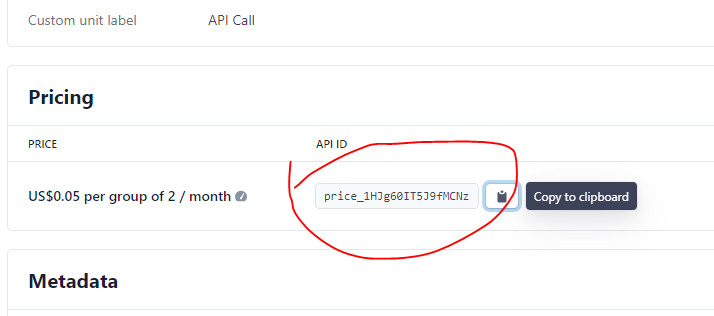 Custom unit label API Call
Pricing
PRICE API ID
US$0.05 per group of 2 / month price_1HJg60IT5J9fMCNz Copy to clipboard
Metadata